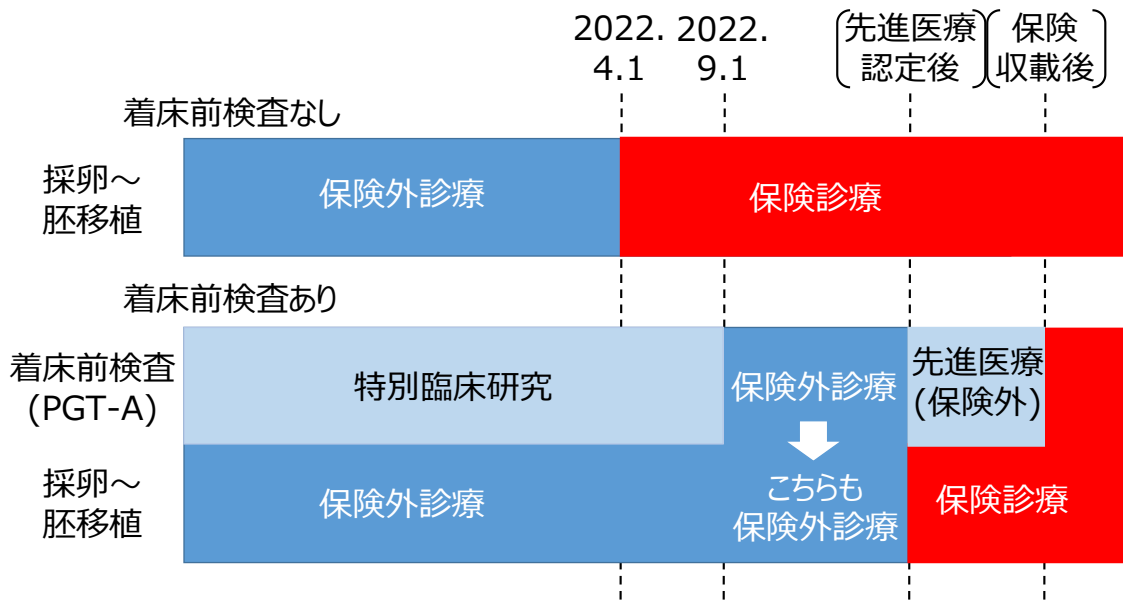 2022.
4.1
2022.
9.1
先進医療
認定後
保険
収載後
着床前検査なし
採卵～
胚移植
保険外診療
保険診療
着床前検査あり
着床前検査
(PGT-A)
特別臨床研究
保険外診療
先進医療
(保険外)
採卵～
胚移植
保険外診療
こちらも
保険外診療
保険診療